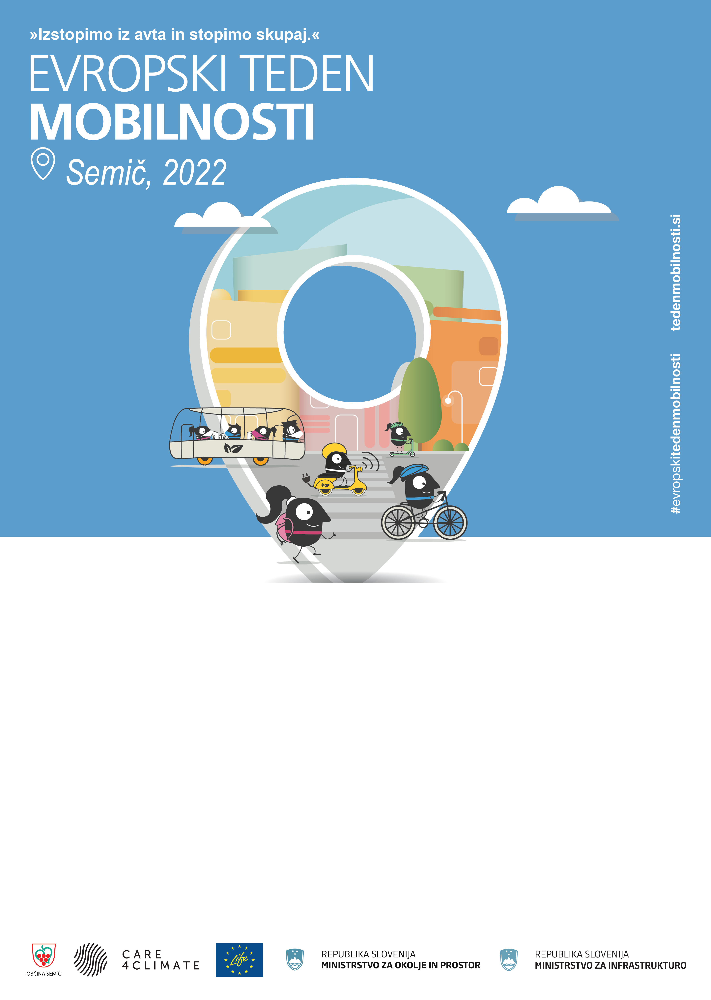 »Izstopimo iz avta in stopimo skupaj.«
EVROPSKI TEDEN
MOBILNOSTI
Semič, 2022
#evropskitedenmobilnosti tedenmobilnosti.si
OBČINA SEMIČ
CARE
4CLIMATE
Life
REPUBLIKA SLOVENIJA
MINISTRSTVO ZA OKOLJE IN PROSTOR
REPUBLIKA SLOVENIJA
MINISTRSTVO ZA INFRASTRUKTURO